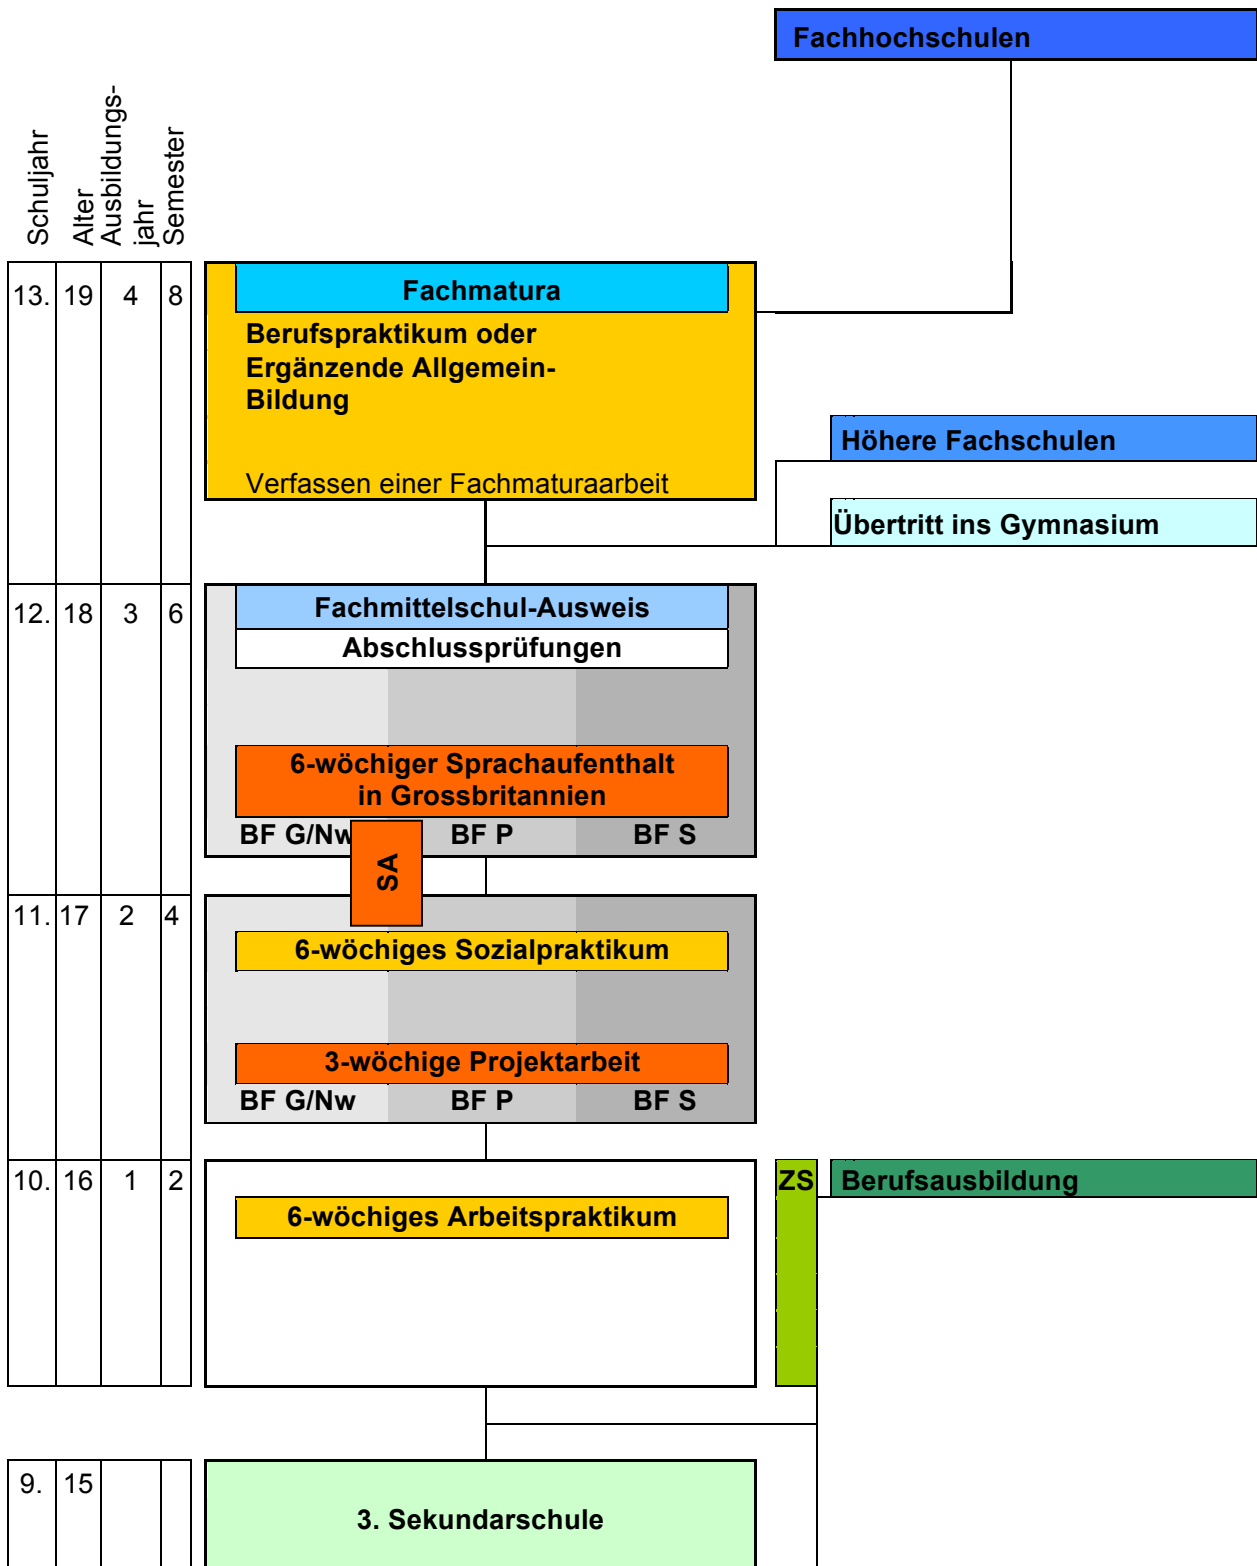 Fachhochschulen
Schuljahr
Alter
Ausbildungs-
jahr
Semester
13. 19 4 8
Fachmatura
Berufspraktikum oder
Ergänzende Allgemein-
Bildung
Verfassen einer Fachmaturaarbeit
Höhere Fachschulen
Übertritt ins Gymnasium
12. 18 3 6
Fachmittelschul-Ausweis
Abschlussprüfungen
6-wöchiger Sprachaufenthalt
in Grossbritannien
BF G/Nw BF P BF S
SA
11. 17 2 4
6-wöchiges Sozialpraktikum
3-wöchige Projektarbeit
BF G/Nw BF P BF S
10. 16 1 2
6-wöchiges Arbeitspraktikum
ZS
Berufsausbildung
9. 15
3. Sekundarschule